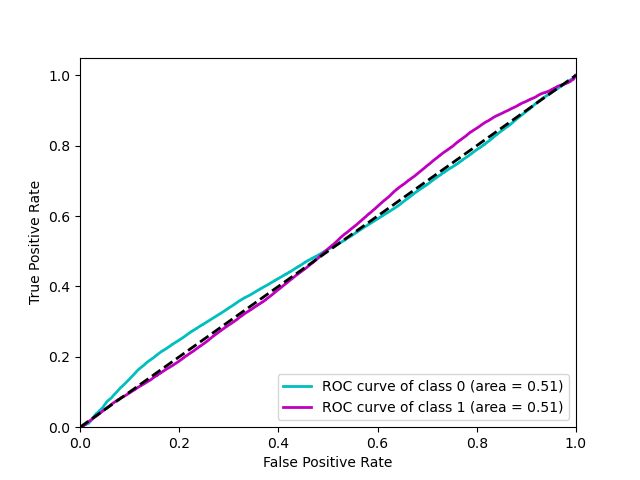 1.0
0.8
0.6
0.4
0.2
0.0
True Positive Rate
ROC curve of class 0 (area = 0.51)
ROC curve of class 1 (area = 0.51)
0.0 0.2 0.4 0.6 0.8 1.0
False Positive Rate